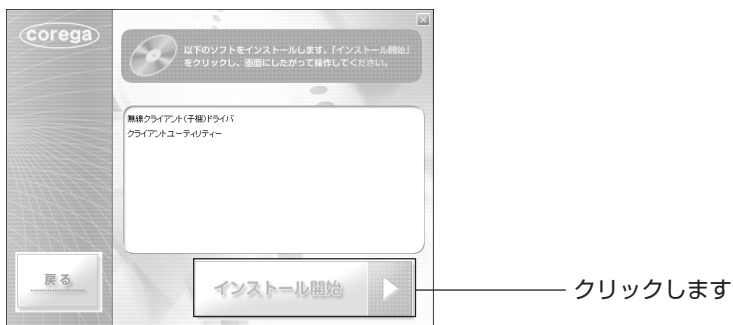 corega
以下のソフトをインストールします。「インストール開始」
をクリックし、画面にしたがって操作してください。
無線クライアント(子機)ドライバ
クライアントユーティリティー
戻る
インストール開始
クリックします